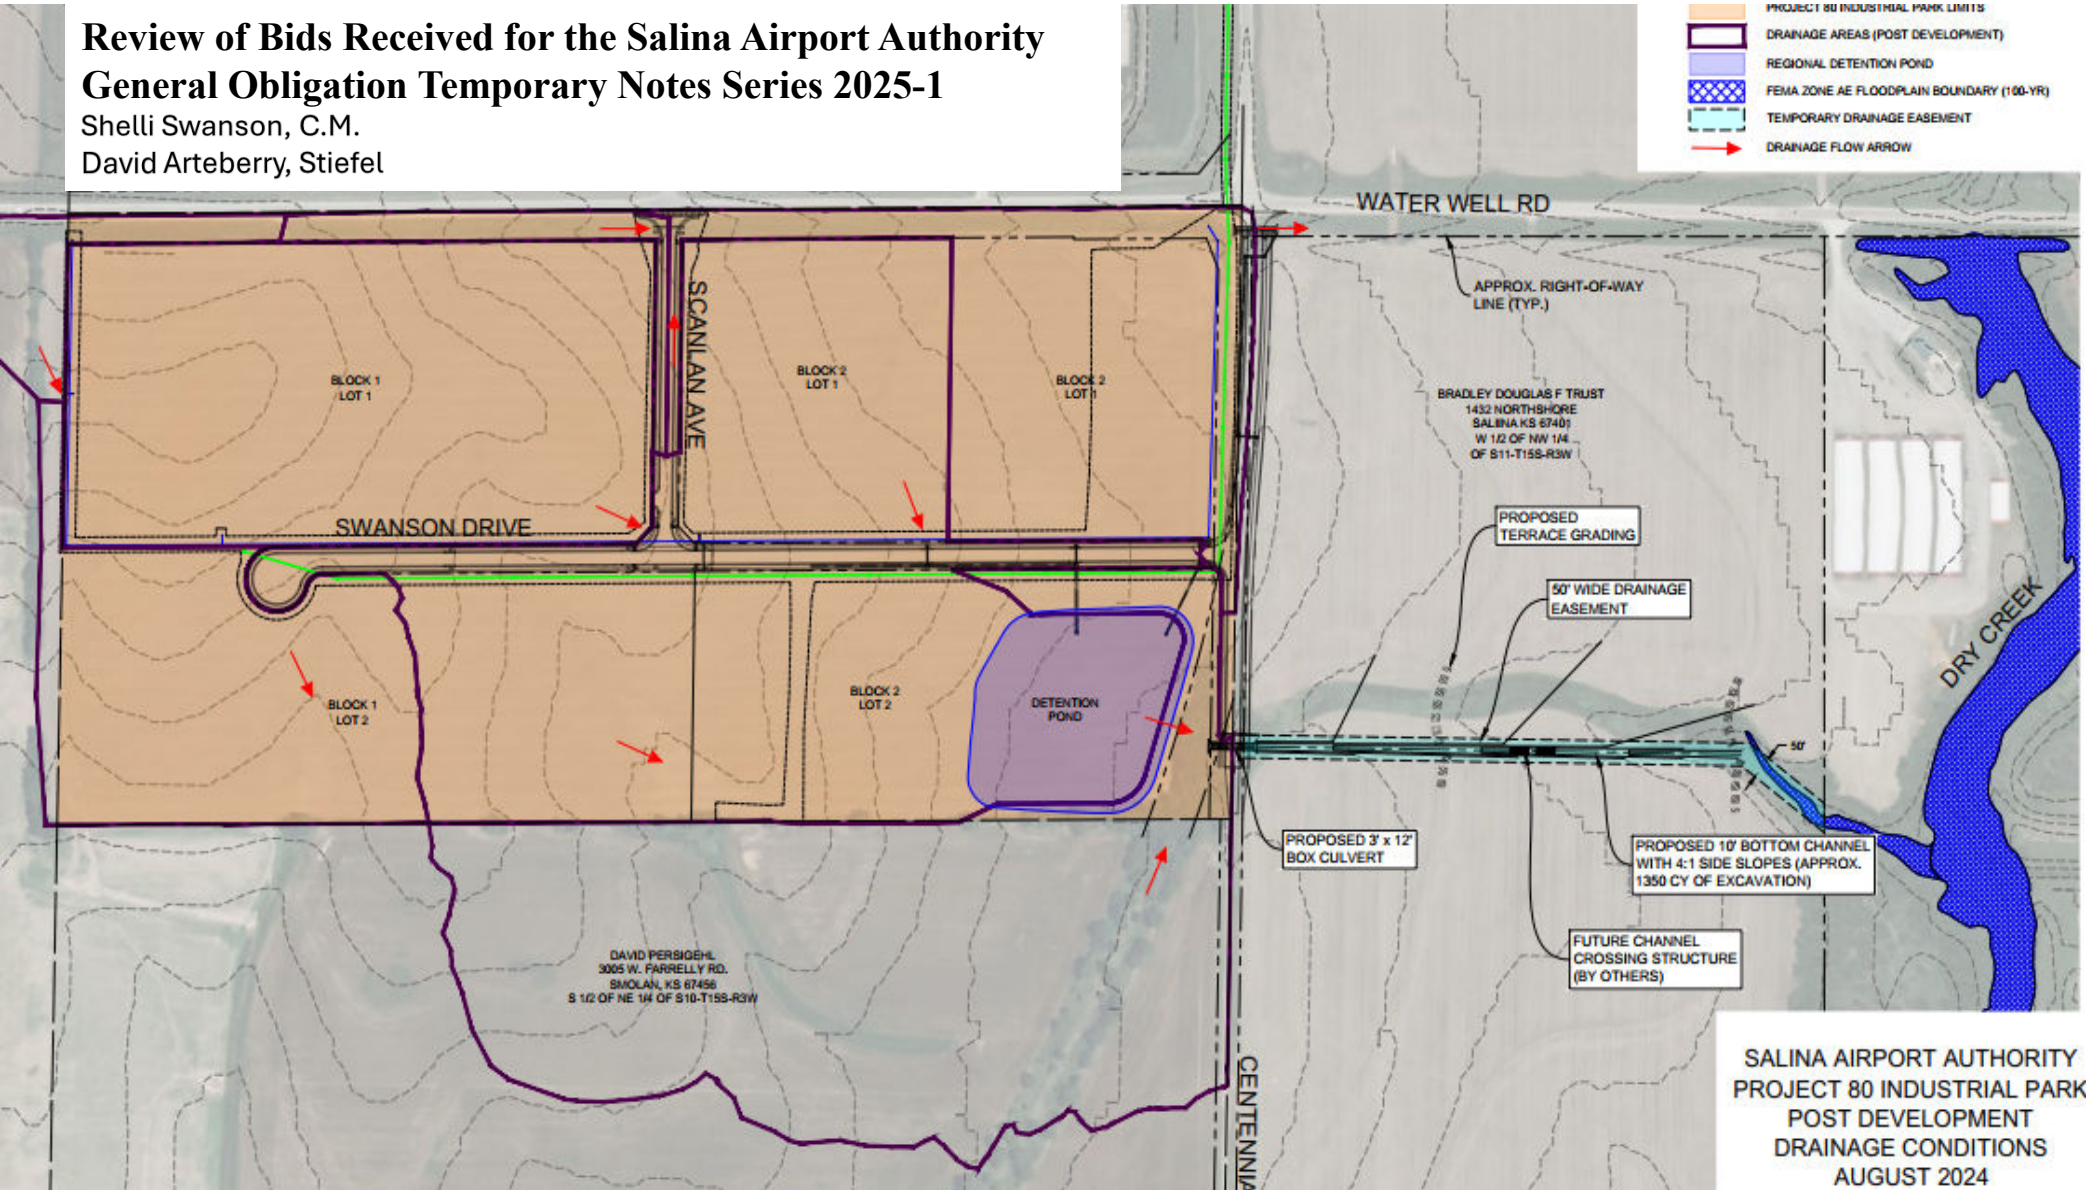 Review of Bids Received for the Salina Airport Authority
General Obligation Temporary Notes Series 2025-1
Shelli Swanson, C.M.
David Arteberry, Stiefel
PROJECT 80 INDUSTRIAL PARK LIMITS
DRAINAGE AREAS (POST DEVELOPMENT)
REGIONAL DETENTION POND
FEMA ZONE AE FLOODPLAIN BOUNDARY (100-YR)
TEMPORARY DRAINAGE EASEMENT
DRAINAGE FLOW ARROW
WATER WELL RD
APPROX. RIGHT-OF-WAY
LINE (TYP.)
SCANLAN AVE
BLOCK 1
LOT 1
BLOCK 2
LOT 1
BLOCK 2
LOT 1
BRADLEY DOUGLAS F TRUST
1432 NORTHSHORE
SALIINA KS 67401
W 1/2 OF NW 1/4
OF S11-T15S-R3W
SWANSON DRIVE
PROPOSED
TERRACE GRADING
50' WIDE DRAINAGE
EASEMENT
DRY CREEK
BLOCK 1
LOT 2
BLOCK 2
LOT 2
DETENTION
POND
50'
PROPOSED 3' x 12'
BOX CULVERT
PROPOSED 10' BOTTOM CHANNEL
WITH 4:1 SIDE SLOPES (APPROX.
1350 CY OF EXCAVATION)
FUTURE CHANNEL
CROSSING STRUCTURE
(BY OTHERS)
DAVID PERSIGEHL
3005 W. FARRELLY RD.
SMOLAN, KS 67456
S 1/2 OF NE 1/4 OF S10-T15S-R3W
CENTENNIA
SALINA AIRPORT AUTHORITY
PROJECT 80 INDUSTRIAL PARK
POST DEVELOPMENT
DRAINAGE CONDITIONS
AUGUST 2024